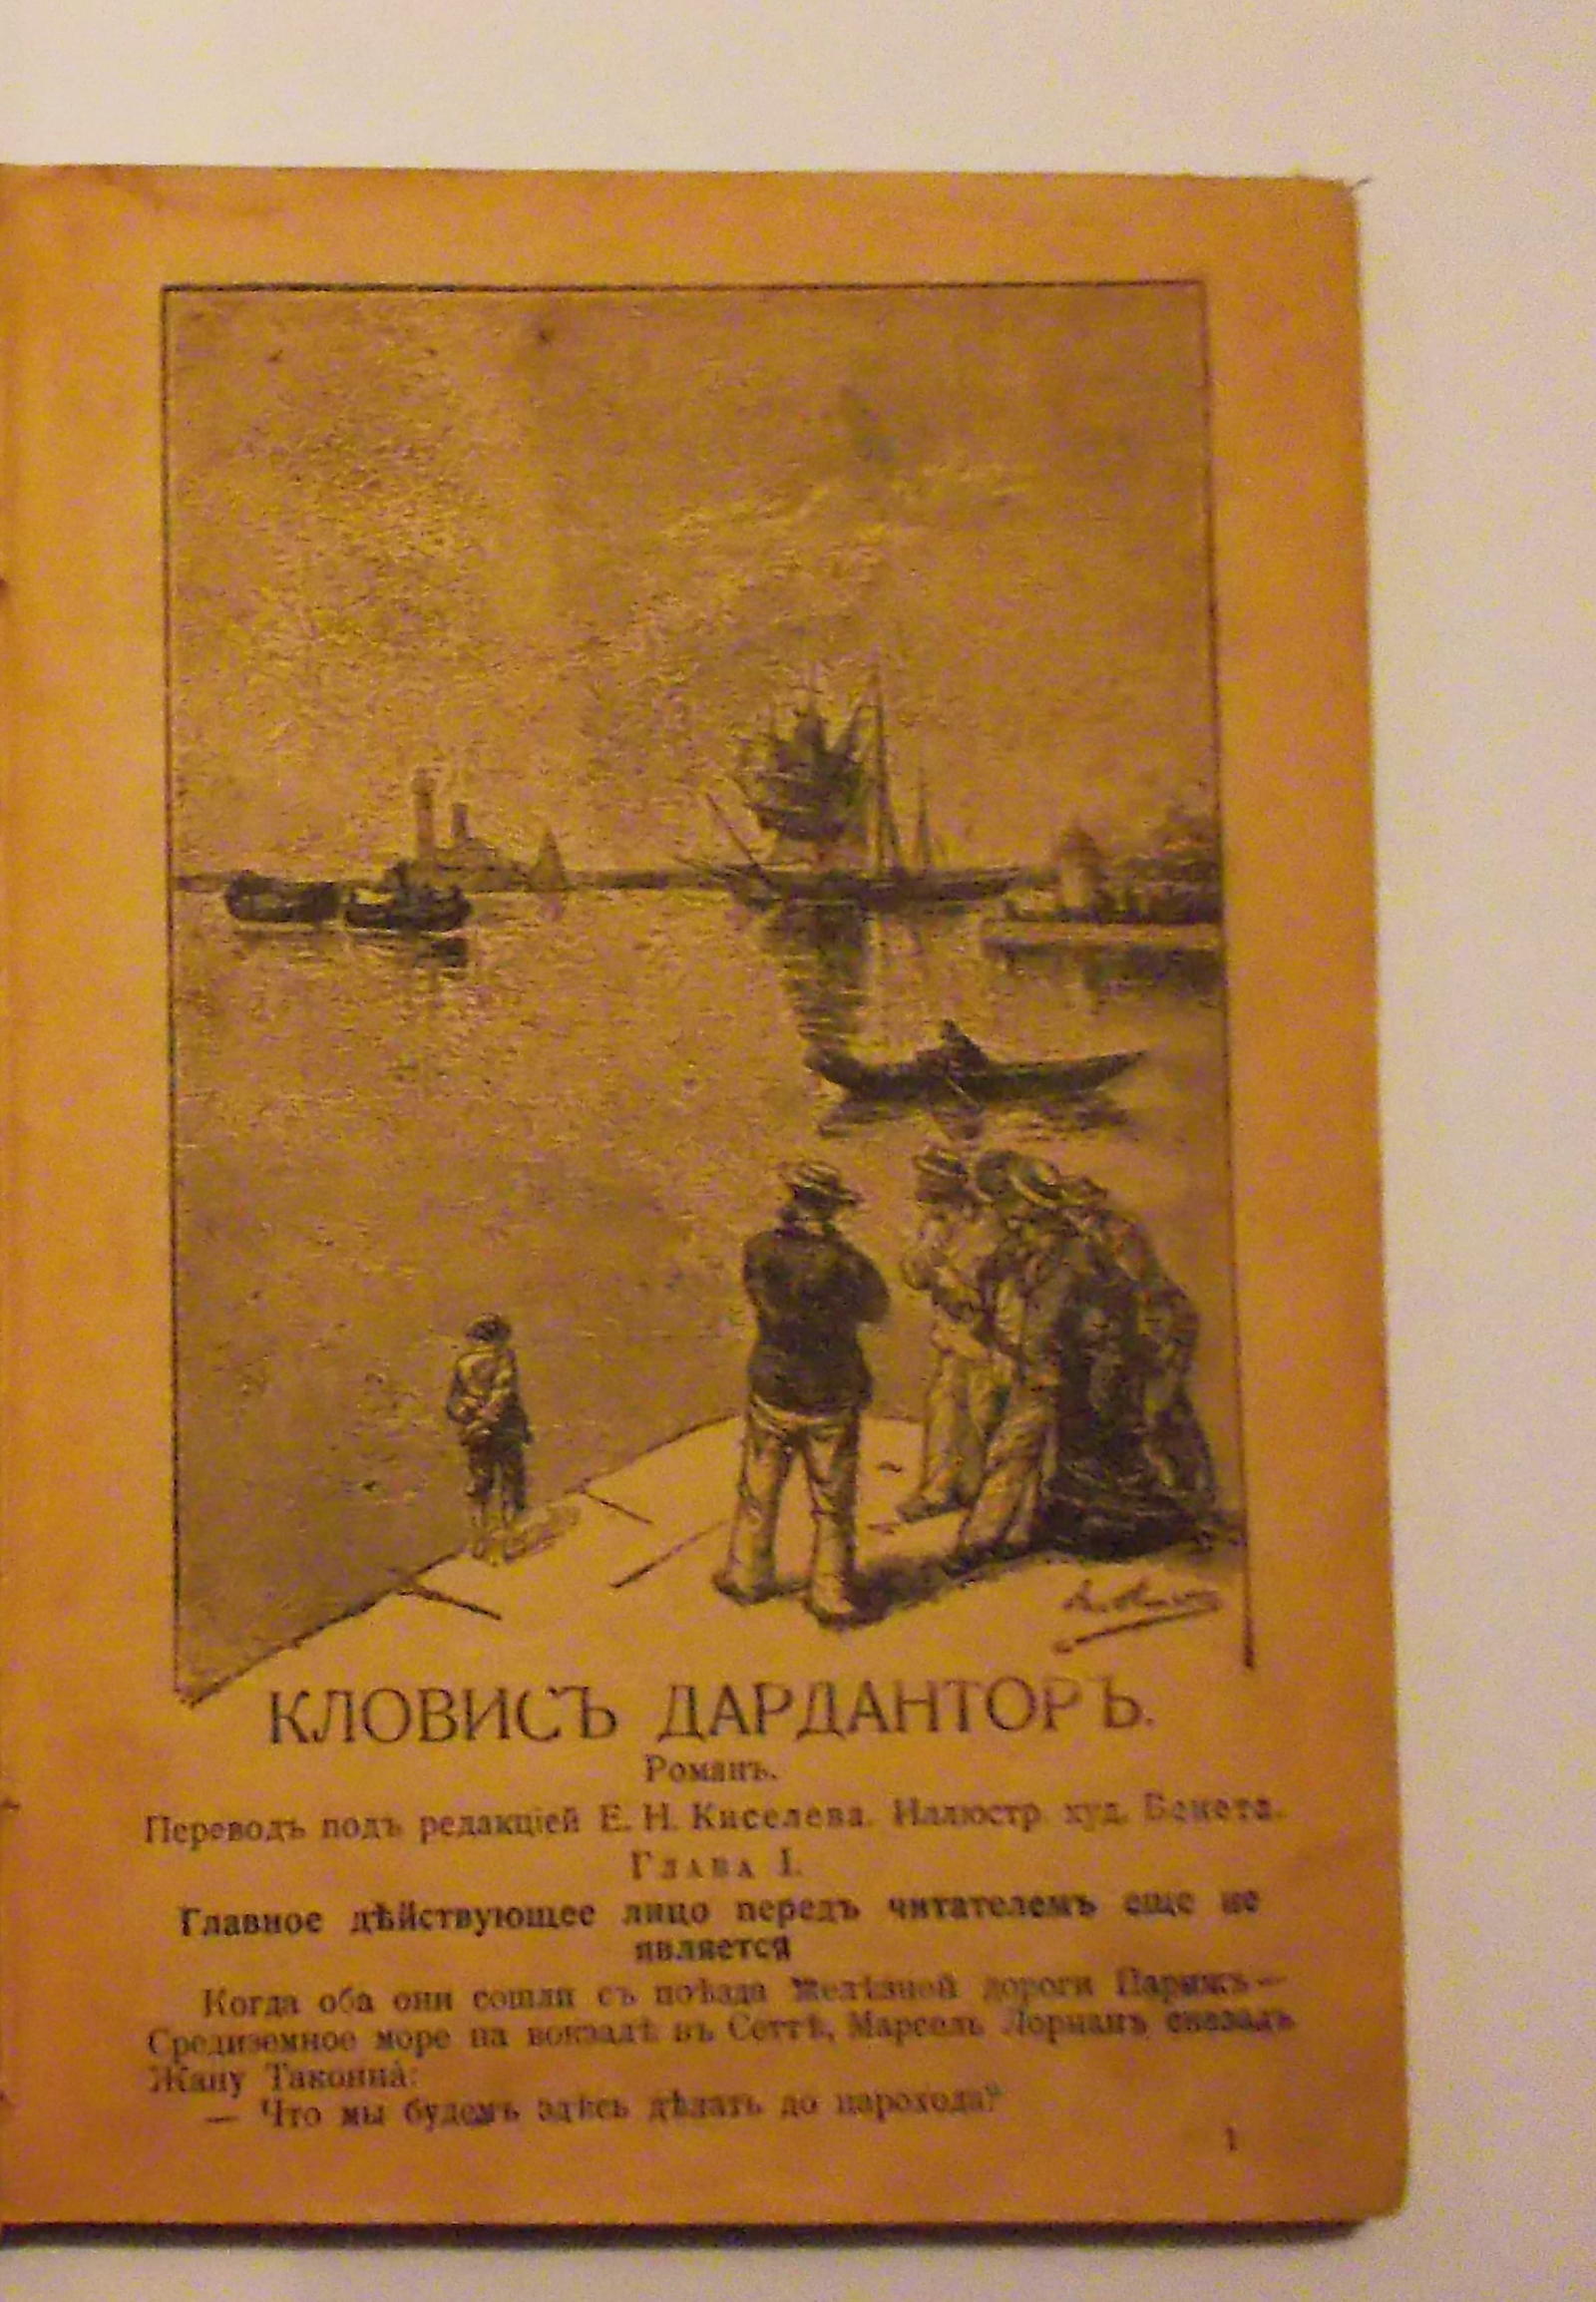 КЛОВИСЪ ДАРДАНТОРЪ.
Романъ.
Переводъ подъ редакціей Е. Н. Киселева. Иллюстр. худ. Бенета.
Глава I.
Главное дѣйствующее лицо передъ читателемъ еще не
является
Когда оба они сошли съ поѣзда желѣзной дороги Парижъ—
Средиземное море на вокзалѣ въ Сеттѣ, Марсель Лорнанъ сказалъ
Жану Таконна:
— Что мы будемъ здѣсь дѣлать до парохода?
1